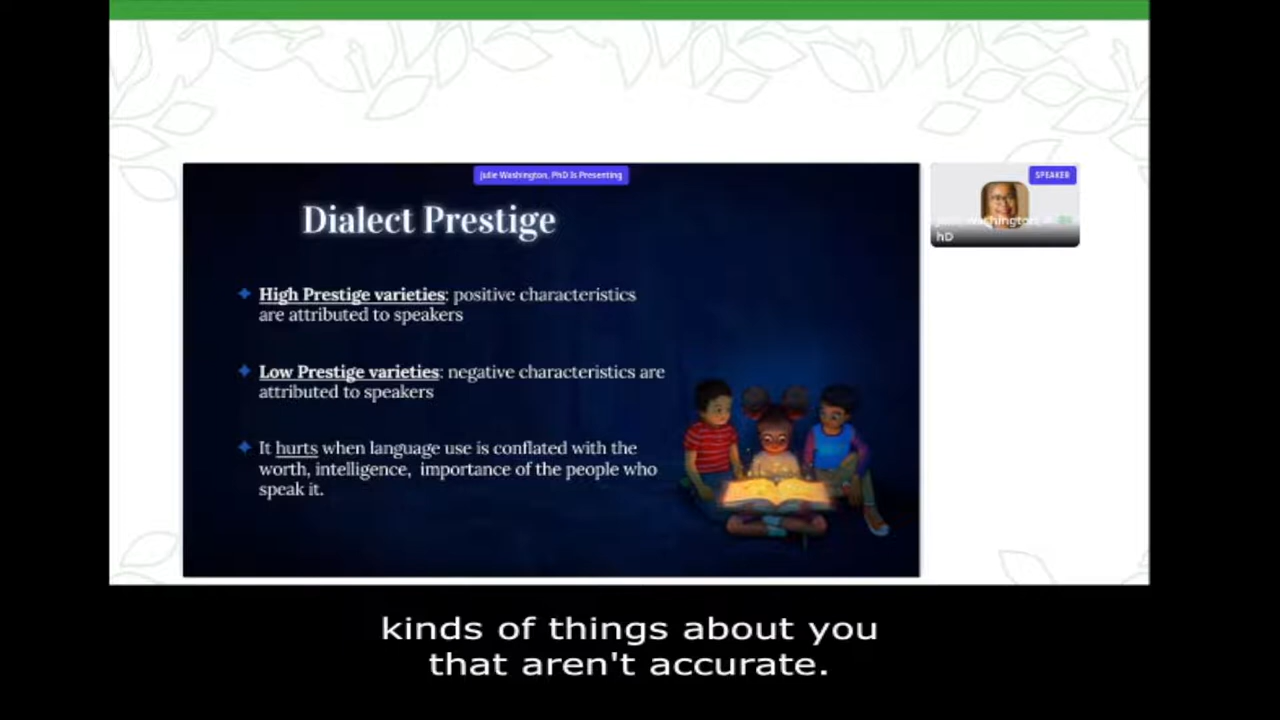 Julie Washington, PhD Is Presenting
SPEAKER
Dialect Prestige
hD
High Prestige varieties: positive characteristics
are attributed to speakers
Low Prestige varieties: negative characteristics are
attributed to speakers
It hurts when language use is conflated with the
worth, intelligence, importance of the people who
speak it.
kinds of things about you
that aren't accurate.